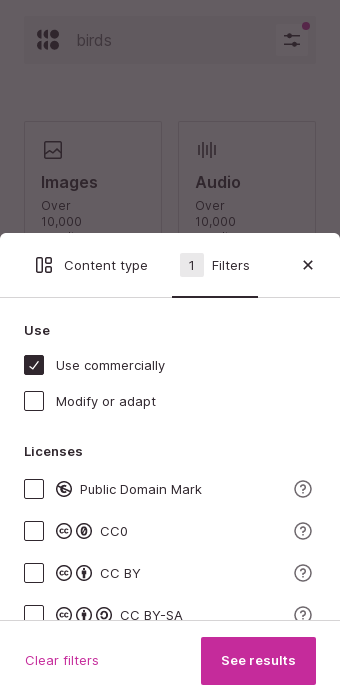 birds
Images
Audio
Over
10,000
Over
10,000
Content type
1 Filters
Use
Use commercially
Modify or adapt
Licenses
Public Domain Mark
CC0
CC BY
CC BY-SA
Clear filters
See results